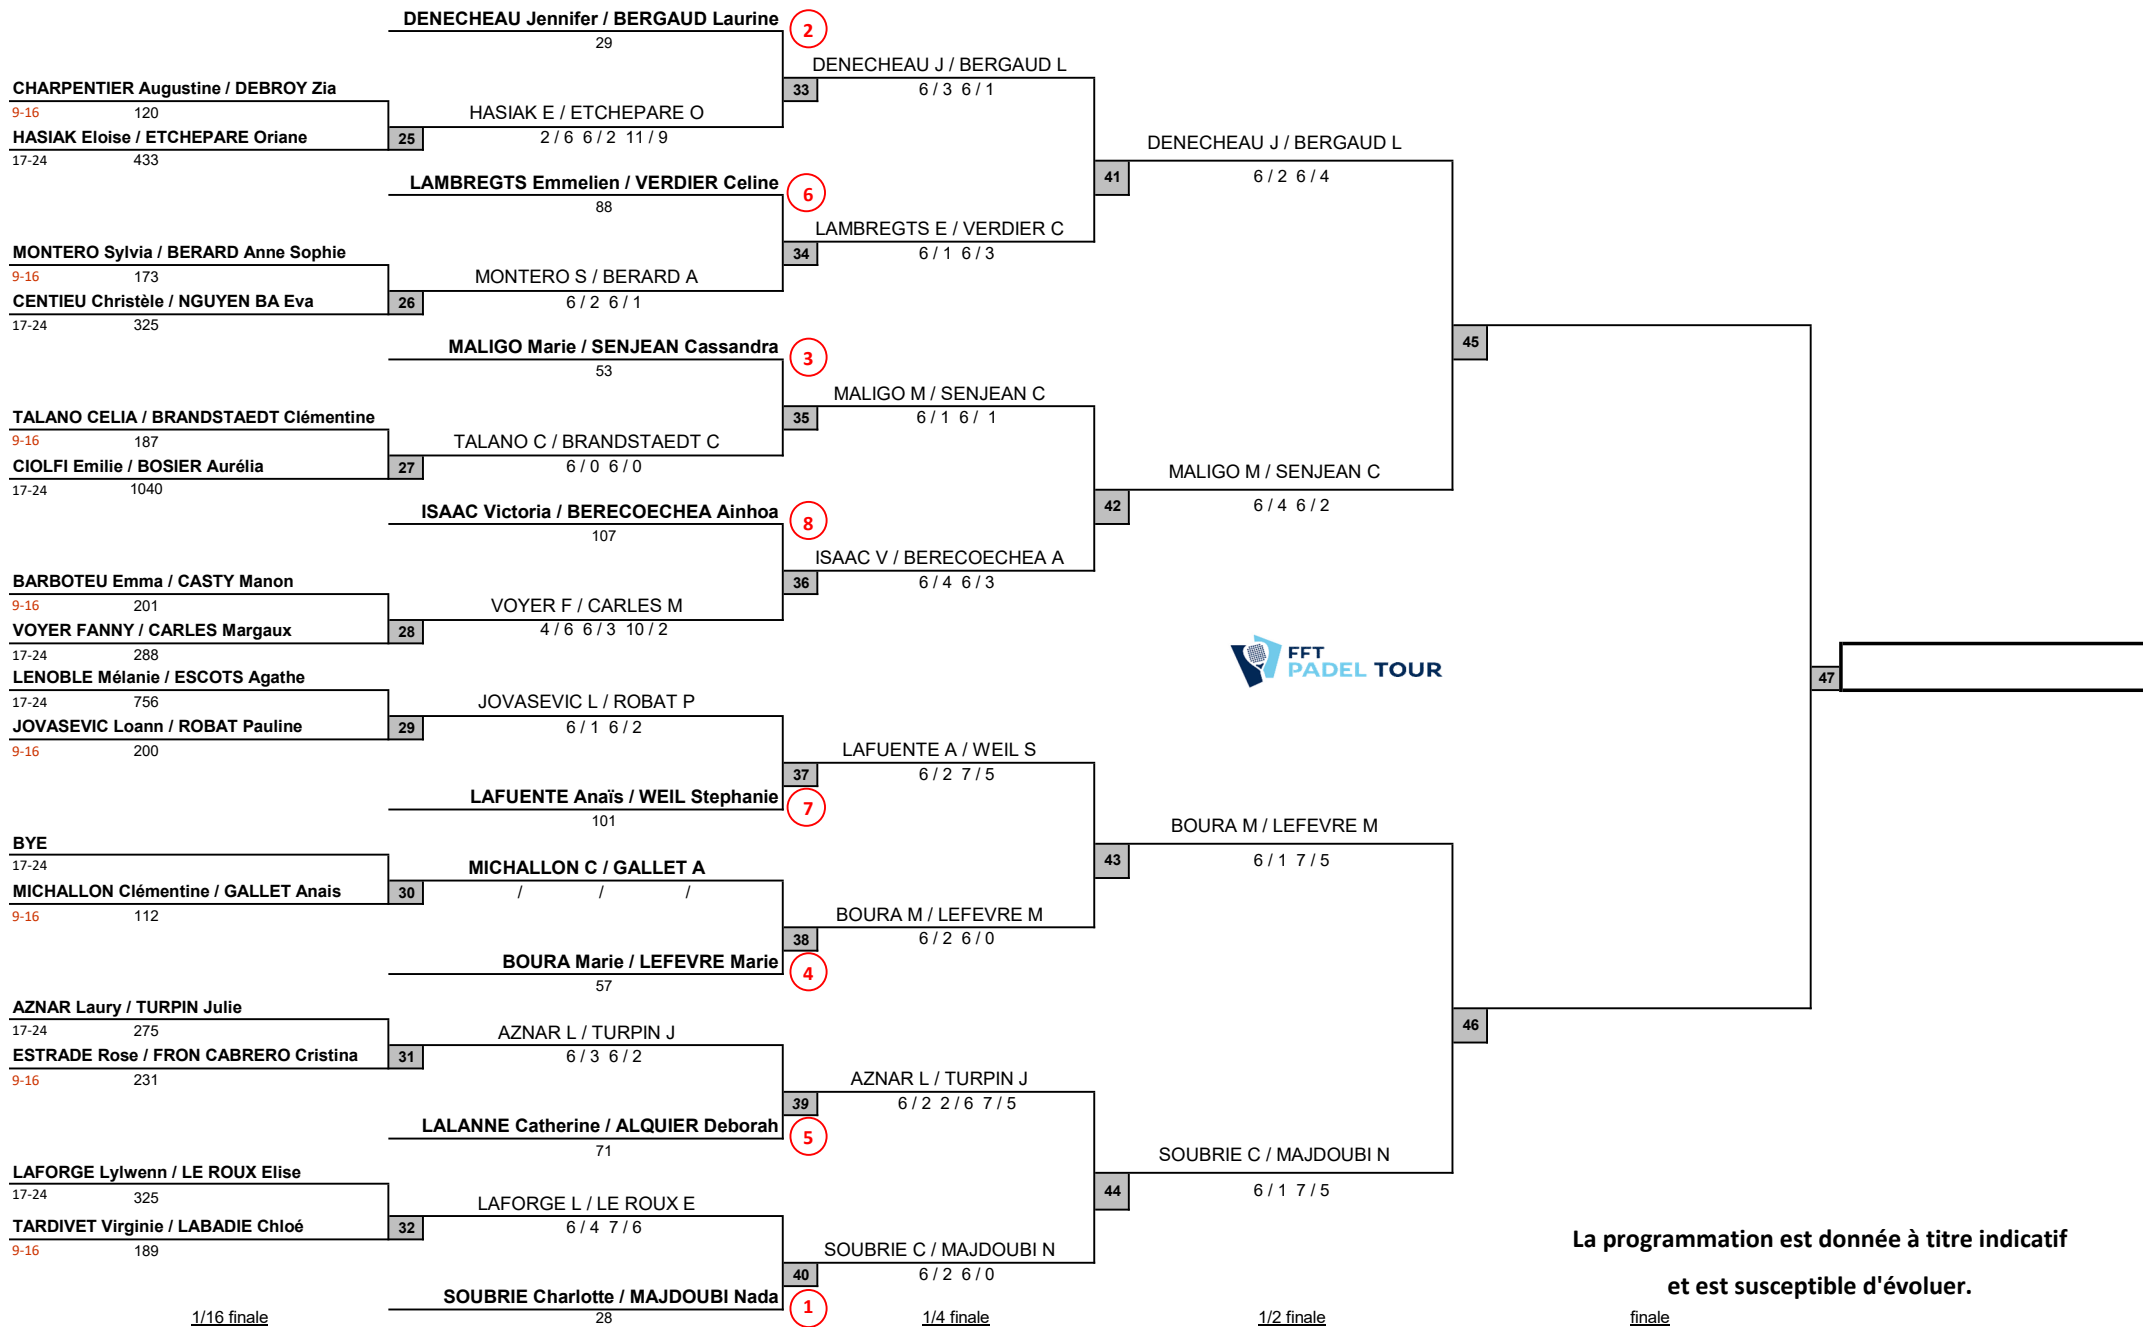 DENECHEAU Jennifer / BERGAUD Laurine
2
29
DENECHEAU J / BERGAUD L
CHARPENTIER Augustine / DEBROY Zia
33
6 / 3 6 / 1
9-16 120
HASIAK E / ETCHEPARE O
HASIAK Eloise / ETCHEPARE Oriane
25
2 / 6 6 / 2 11 / 9
DENECHEAU J / BERGAUD L
17-24 433
41
6 / 2 6 / 4
LAMBREGTS Emmelien / VERDIER Celine
6
88
LAMBREGTS E / VERDIER C
MONTERO Sylvia / BERARD Anne Sophie
34
6 / 1 6 / 3
9-16 173
MONTERO S / BERARD A
CENTIEU Christèle / NGUYEN BA Eva
26
6 / 2 6 / 1
17-24 325
45
MALIGO Marie / SENJEAN Cassandra
3
53
MALIGO M / SENJEAN C
TALANO CELIA / BRANDSTAEDT Clémentine
35
6 / 1 6 / 1
9-16 187
TALANO C / BRANDSTAEDT C
CIOLFI Emilie / BOSIER Aurélia
27
6 / 0 6 / 0
MALIGO M / SENJEAN C
17-24 1040
42
6 / 4 6 / 2
ISAAC Victoria / BERECOECHEA Ainhoa
8
107
ISAAC V / BERECOECHEA A
BARBOTEU Emma / CASTY Manon
36
6 / 4 6 / 3
9-16 201
VOYER F / CARLES M
VOYER FANNY / CARLES Margaux
28
4 / 6 6 / 3 10 / 2
17-24 288
FFT
PADEL TOUR
47
LENOBLE Mélanie / ESCOTS Agathe
17-24 756
JOVASEVIC L / ROBAT P
JOVASEVIC Loann / ROBAT Pauline
29
6 / 1 6 / 2
9-16 200
LAFUENTE A / WEIL S
37
6 / 2 7 / 5
LAFUENTE Anaïs / WEIL Stephanie
7
101
BOURA M / LEFEVRE M
BYE
17-24
43
6 / 1 7 / 5
MICHALLON C / GALLET A
MICHALLON Clémentine / GALLET Anais
30
/ / /
9-16 112
BOURA M / LEFEVRE M
38
6 / 2 6 / 0
BOURA Marie / LEFEVRE Marie
4
57
AZNAR Laury / TURPIN Julie
17-24 275
46
AZNAR L / TURPIN J
ESTRADE Rose / FRON CABRERO Cristina
31
6 / 3 6 / 2
9-16 231
AZNAR L / TURPIN J
39
6 / 2 2 / 6 7 / 5
LALANNE Catherine / ALQUIER Deborah
5
71
SOUBRIE C / MAJDOUBI N
LAFORGE Lylwenn / LE ROUX Elise
17-24 325
44
6 / 1 7 / 5
LAFORGE L / LE ROUX E
TARDIVET Virginie / LABADIE Chloé
32
6 / 4 7 / 6
9-16 189
SOUBRIE C / MAJDOUBI N
40
6 / 2 6 / 0
SOUBRIE Charlotte / MAJDOUBI Nada
1
28
La programmation est donnée à titre indicatif
et est susceptible d'évoluer.
1/16 finale
1/4 finale
1/2 finale
finale